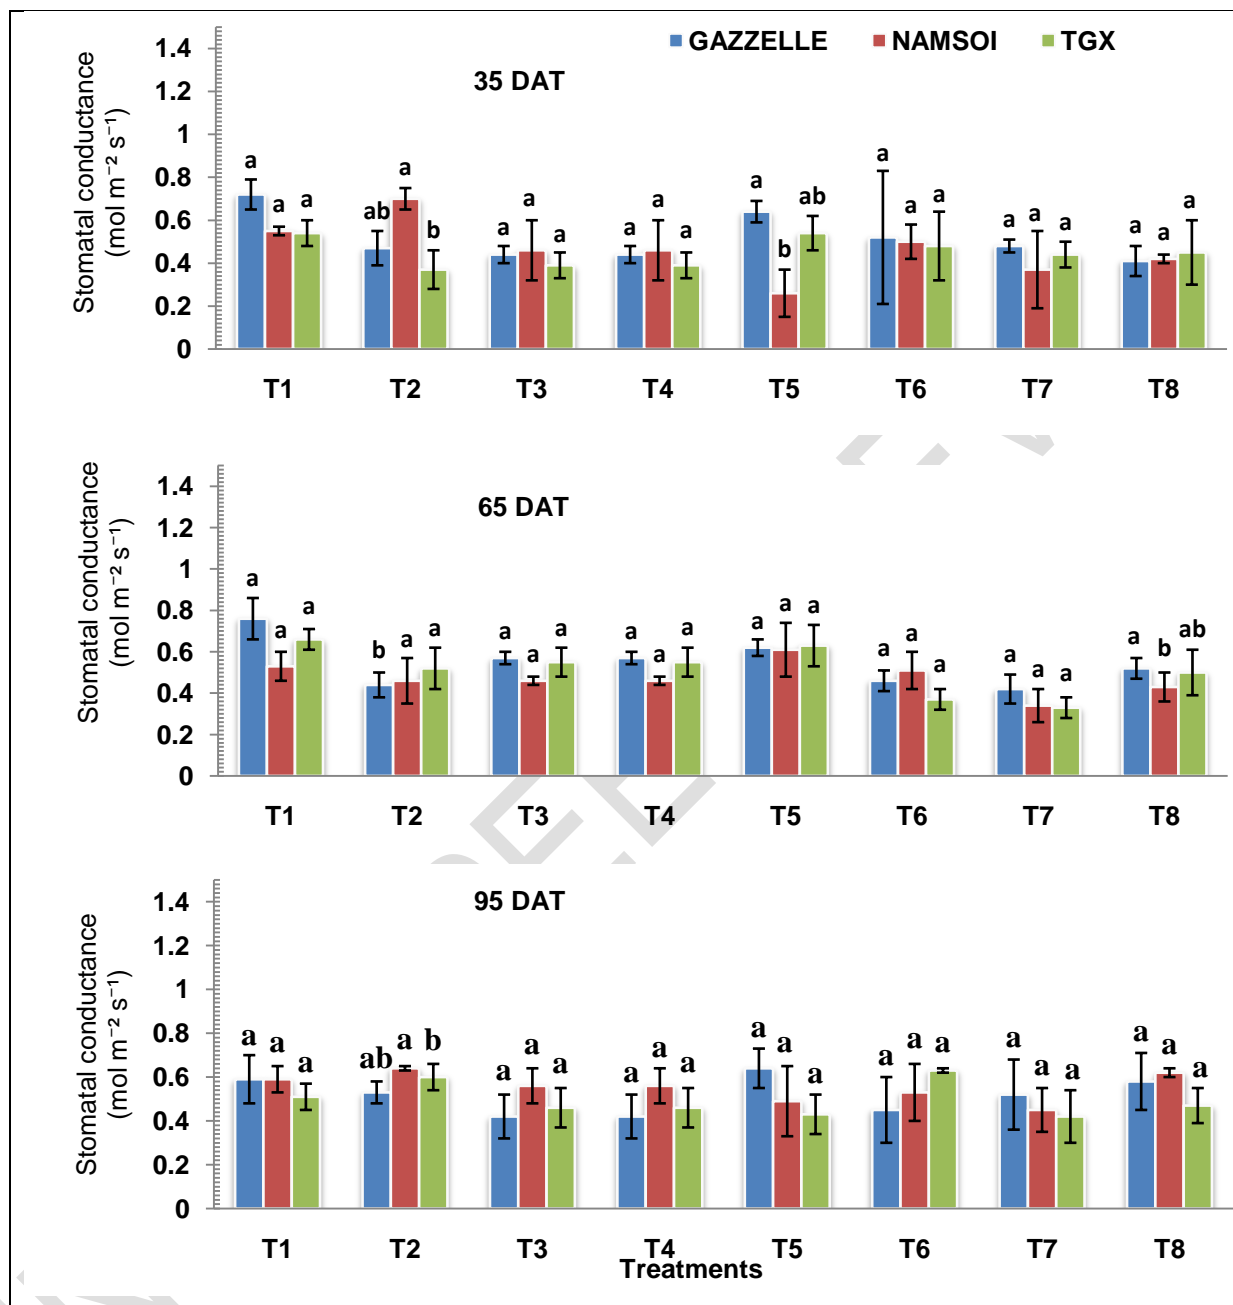 GAZZELLE NAMSOI TGX
35 DAT
Stomatal conductance
(mol m⁻² s⁻¹)
1.4
1.2
1
0.8
0.6
0.4
0.2
0
a a a ab a b a a a a a a a b ab a a a a a a a a a
T1 T2 T3 T4 T5 T6 T7 T8
65 DAT
Stomatal conductance
(mol m⁻² s⁻¹)
1.4
1.2
1
0.8
0.6
0.4
0.2
0
a a a b a a a a a a a a a a a a a a a a a a b ab
T1 T2 T3 T4 T5 T6 T7 T8
95 DAT
Stomatal conductance
(mol m⁻² s⁻¹)
1.4
1.2
1
0.8
0.6
0.4
0.2
0
a a a ab a b a a a a a a a a a a a a a a a a a a
T1 T2 T3 T4 T5 T6 T7 T8
Treatments